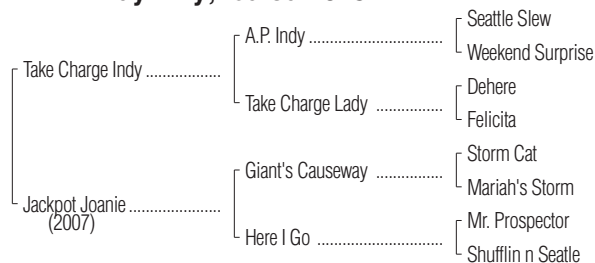 Seattle Slew
A.P. Indy
Weekend Surprise
Take Charge Indy
Dehere
Take Charge Lady
Felicita
Storm Cat
Giant's Causeway
Mariah's Storm
Jackpot Joanie
(2007)
Mr. Prospector
Here I Go
Shufflin n Seatle